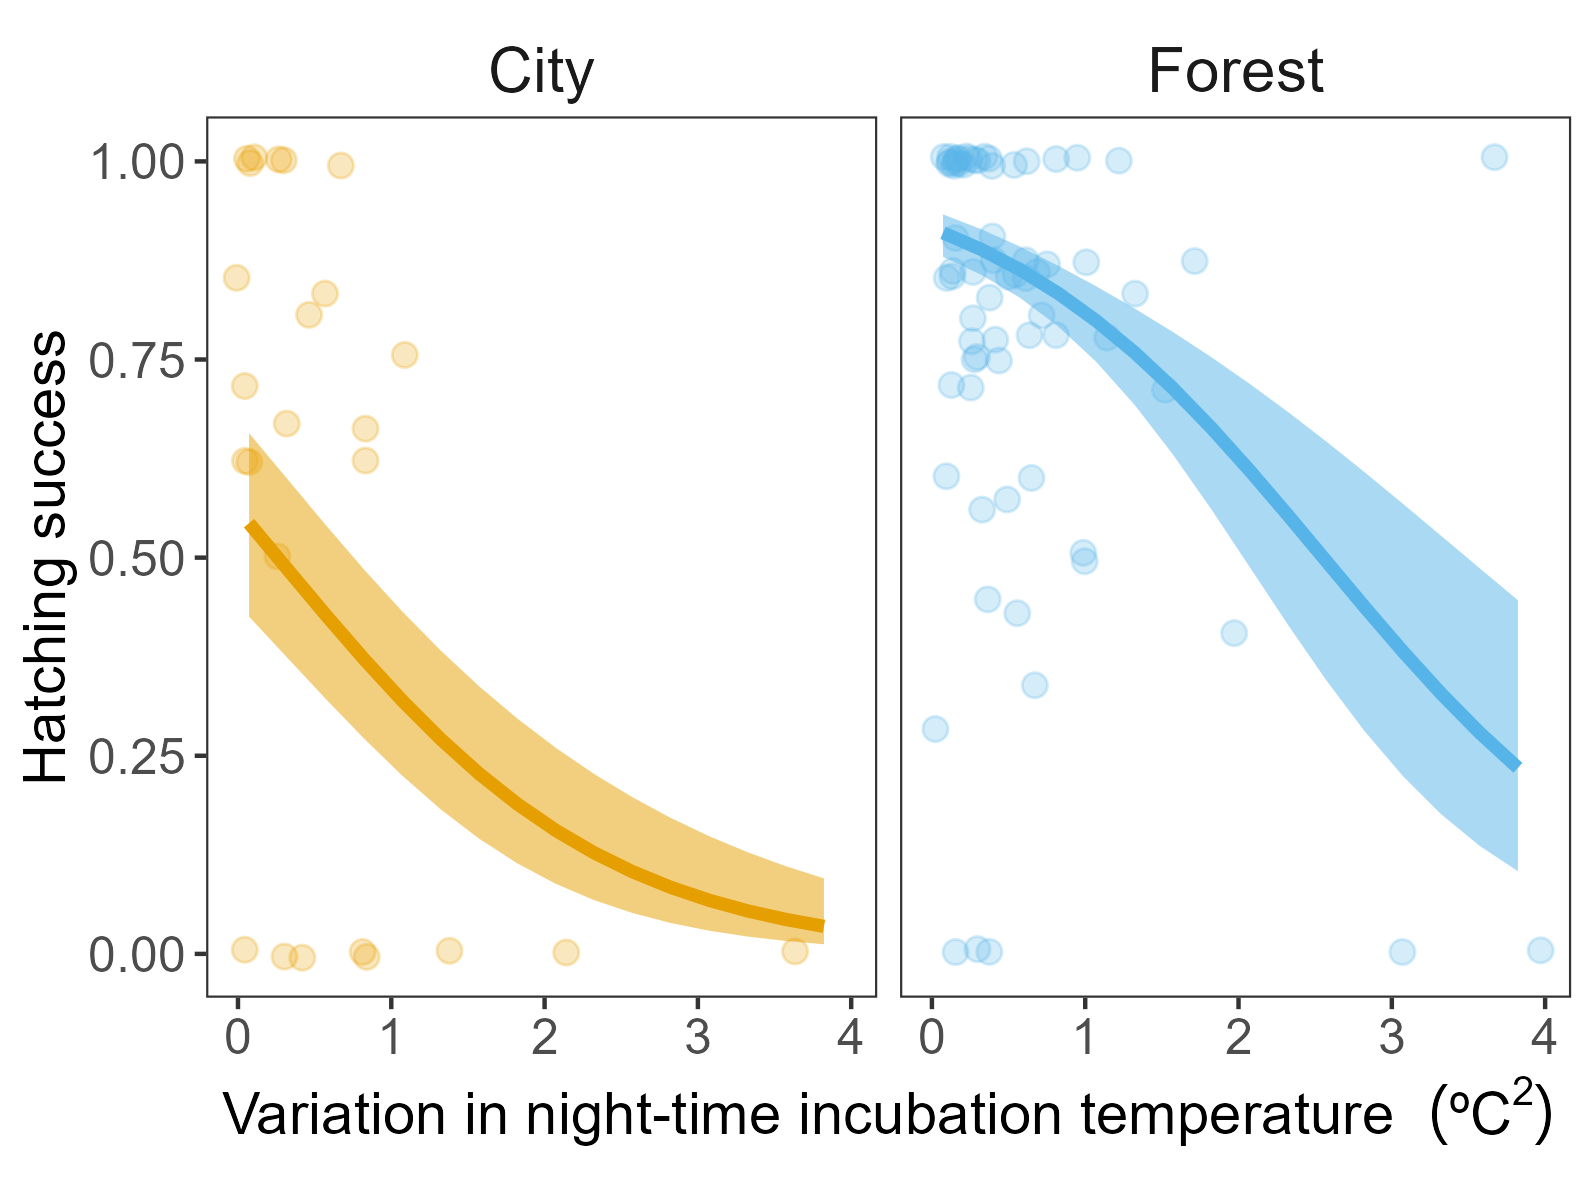 City
Forest
Hatching success
1.00
0.75
0.50
0.25
0.00
0 1 2 3 4
0 1 2 3 4
Variation in night-time incubation temperature (ºC²)